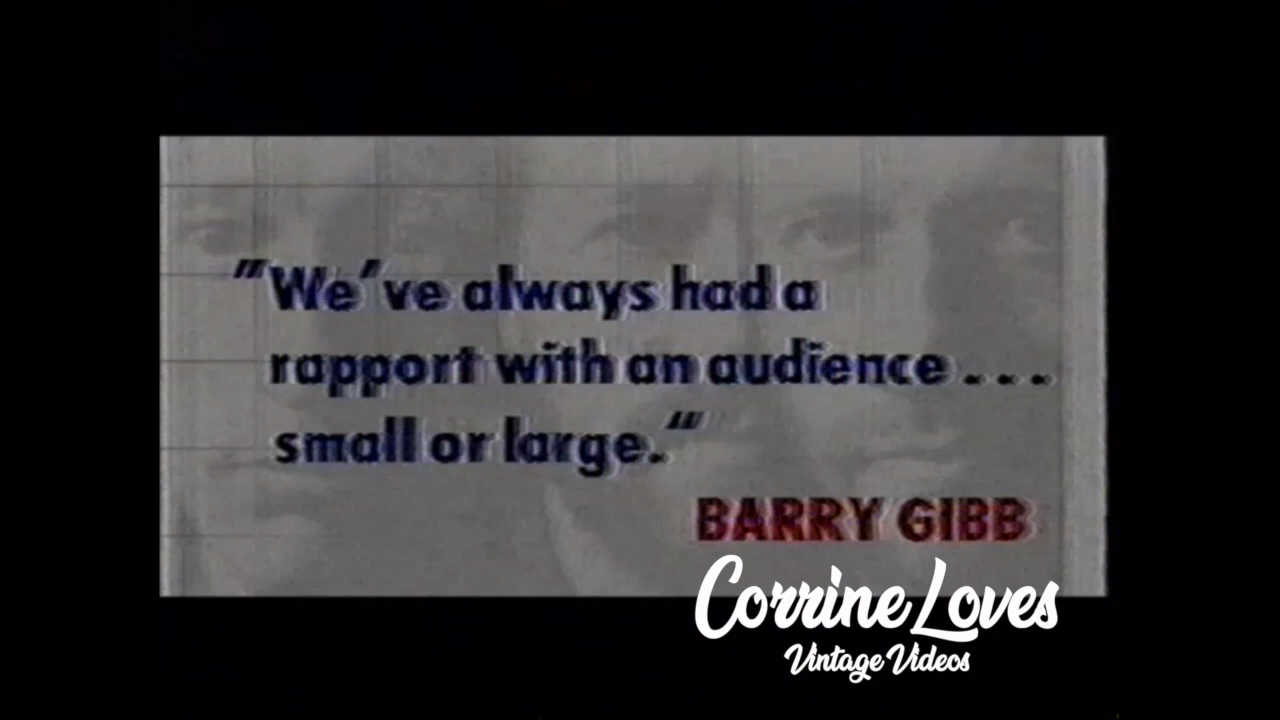 "We've always had a
rapport with an audience...
small or large."
BARRY GIBB
Corrine Loves
Vintage Videos